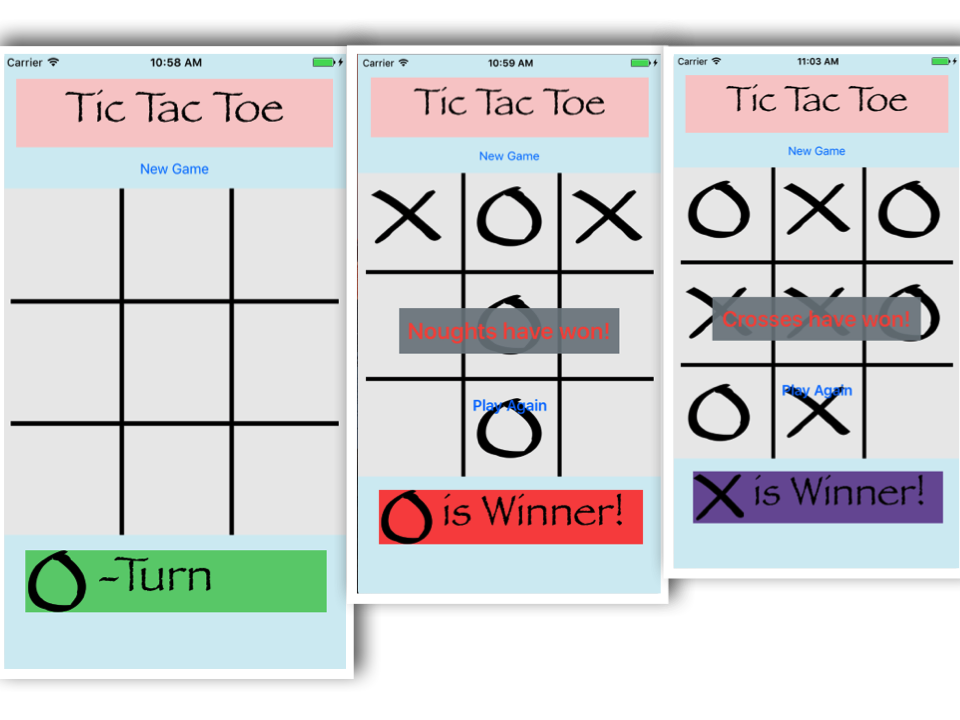 Carrier 10:58 AM
Tic Tac Toe
New Game
O -Turn
Carrier 10:59 AM
Tic Tac Toe
New Game
X O X
O
Noughts have won!
Play Again
O
O is Winner!
Carrier 11:03 AM
Tic Tac Toe
New Game
O X O
X X O
Crosses have won!
Play Again
O X
X is Winner!